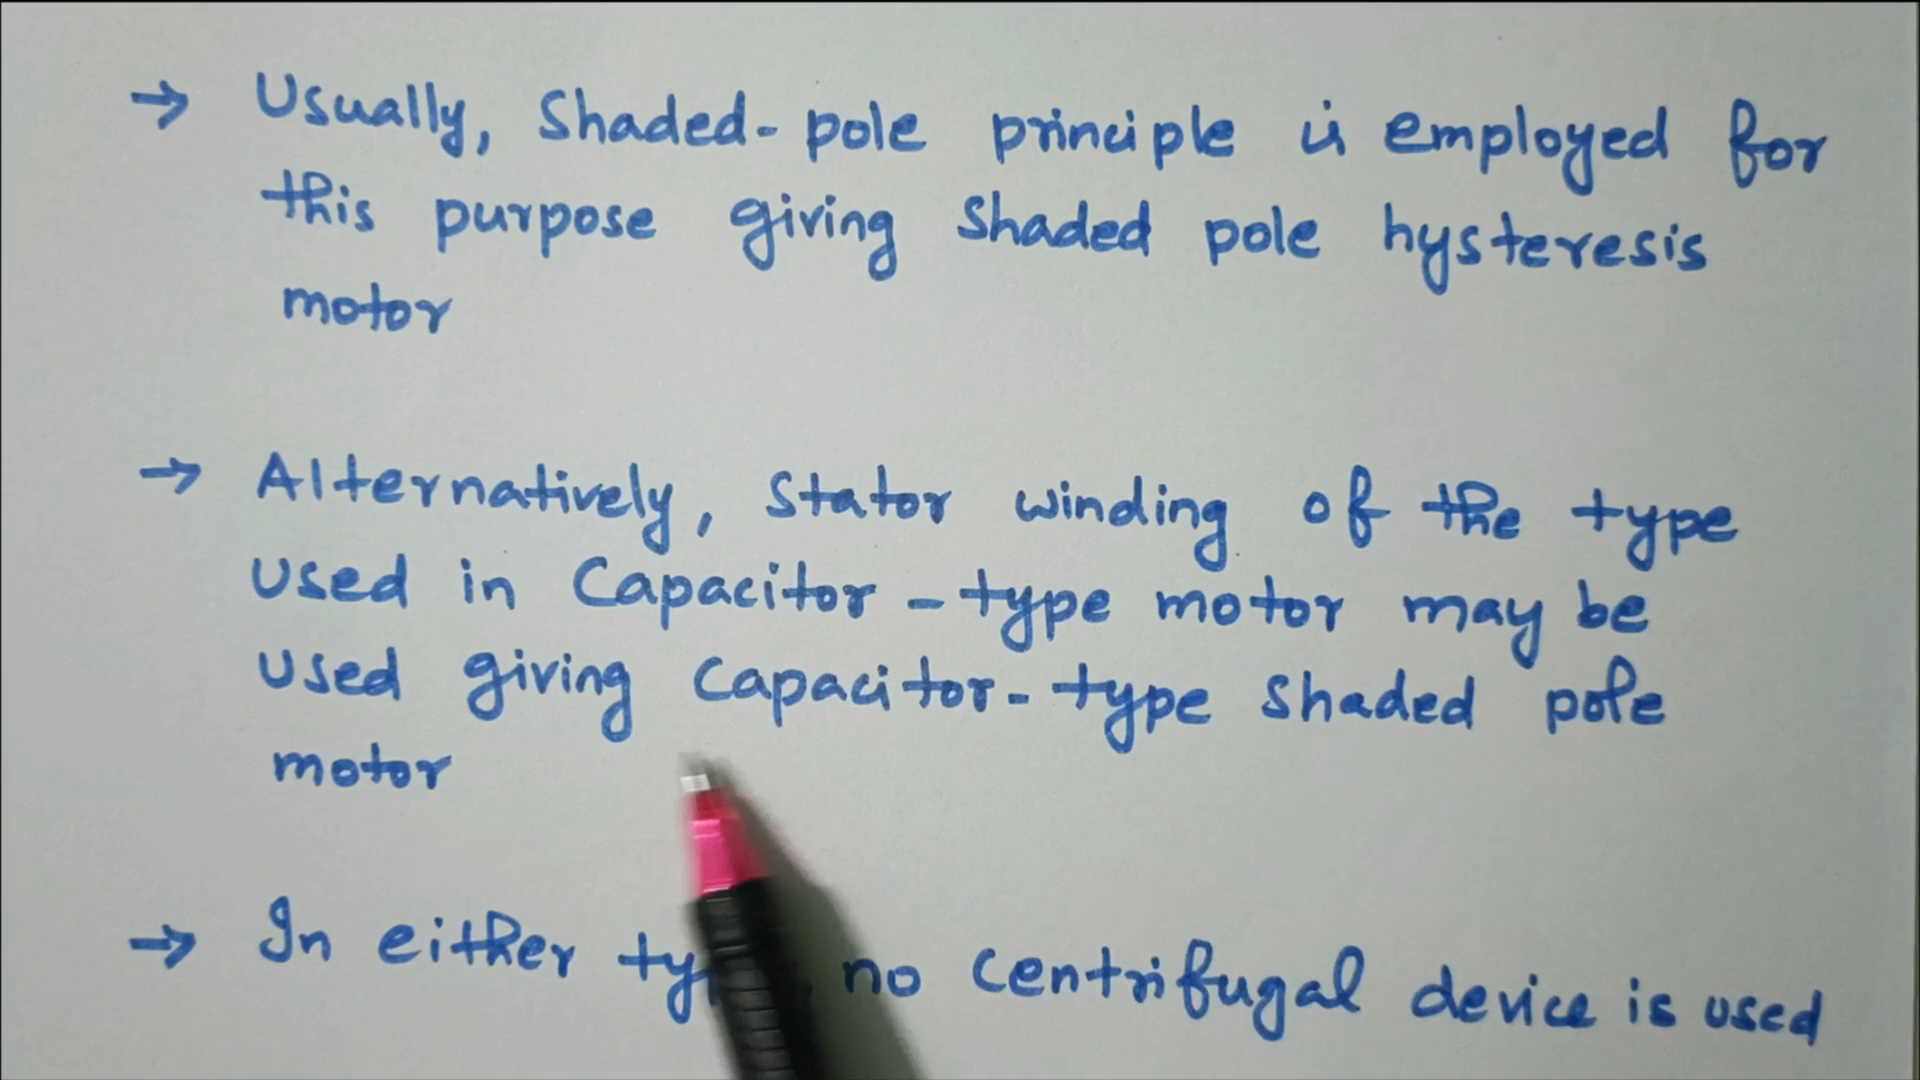 → Usually, Shaded-pole principle is employed for
this purpose giving Shaded pole hysteresis
motor
→ Alternatively, Stator winding of the type
used in Capacitor-type motor may be
used giving Capacitor-type Shaded pole
motor
→ In either no centrifugal device is used